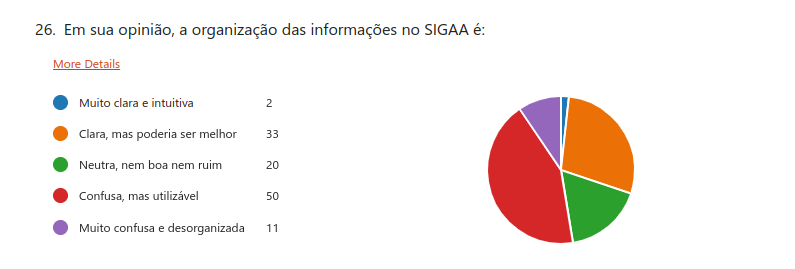 26. Em sua opinião, a organização das informações no SIGAA é:
More Details
Muito clara e intuitiva 2
Clara, mas poderia ser melhor 33
Neutra, nem boa nem ruim 20
Confusa, mas utilizável 50
Muito confusa e desorganizada 11